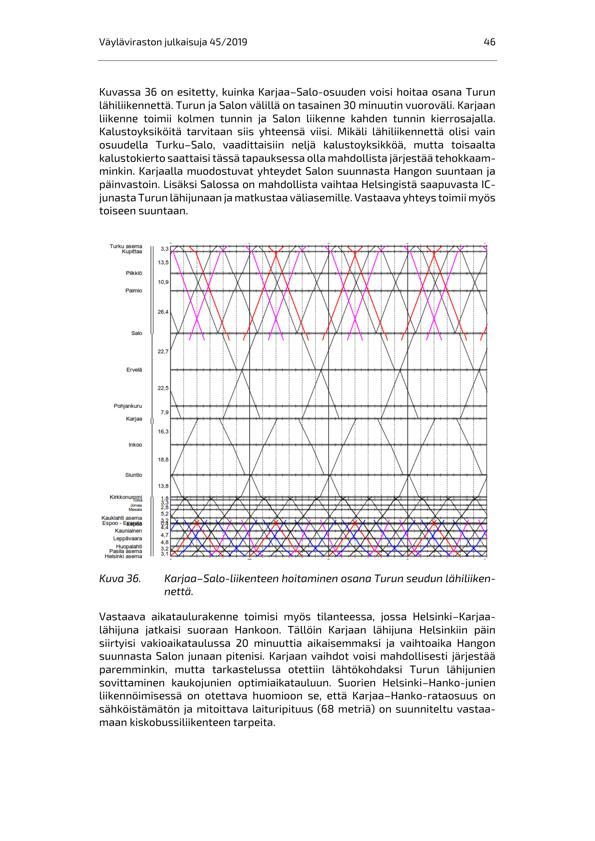 Väyläviraston julkaisuja 45/2019 46
Kuvassa 36 on esitetty, kuinka Karjaa–Salo-osuuden voisi hoitaa osana Turun
lähiliikennettä. Turun ja Salon välillä on tasainen 30 minuutin vuoroväli. Karjaan
liikenne toimii kolmen tunnin ja Salon liikenne kahden tunnin kierrosajalla.
Kalustoyksiköitä tarvitaan siis yhteensä viisi. Mikäli lähiliikennettä olisi vain
osuudella Turku–Salo, vaadittaisiin neljä kalustoyksikköä, mutta toisaalta
kalustokierto saattaisi tässä tapauksessa olla mahdollista järjestää tehokkaam-
minkin. Karjaalla muodostuvat yhteydet Salon suunnasta Hangon suuntaan ja
päinvastoin. Lisäksi Salossa on mahdollista vaihtaa Helsingistä saapuvasta IC-
junasta Turun lähijunaan ja matkustaa väliasemille. Vastaava yhteys toimii myös
toiseen suuntaan.
Turku asema
3,3
Kupittaa
13,5
Piikkiö
10,9
Paimio
26,4
Salo
22,7
Ervelä
22,5
Pohjankuru
7,9
Karjaa
16,3
Inkoo
18,8
Siuntio
13,8
Kirkkonummi
Kauklahti asema
Kauniainen
4,7
Leppävaara
4,8
Huopalahti
3,2
Pasila asema
3,1
Helsinki asema
Kuva 36. Karjaa–Salo-liikenteen hoitaminen osana Turun seudun lähiliiken-
nettä.
Vastaava aikataulurakenne toimisi myös tilanteessa, jossa Helsinki–Karjaa-
lähijuna jatkaisi suoraan Hankoon. Tällöin Karjaan lähijuna Helsinkiin päin
siirtyisi vakioaikataulussa 20 minuuttia aikaisemmaksi ja vaihtoaika Hangon
suunnasta Salon junaan pitenisi. Karjaan vaihdot voisi mahdollisesti järjestää
paremminkin, mutta tarkastelussa otettiin lähtökohdaksi Turun lähijunien
sovittaminen kaukojunien optimiaikatauluun. Suorien Helsinki–Hanko-junien
liikennöimisessä on otettava huomioon se, että Karjaa–Hanko-rataosuus on
sähköistämätön ja mitoittava laituripituus (68 metriä) on suunniteltu vastaa-
maan kiskobussiliikenteen tarpeita.